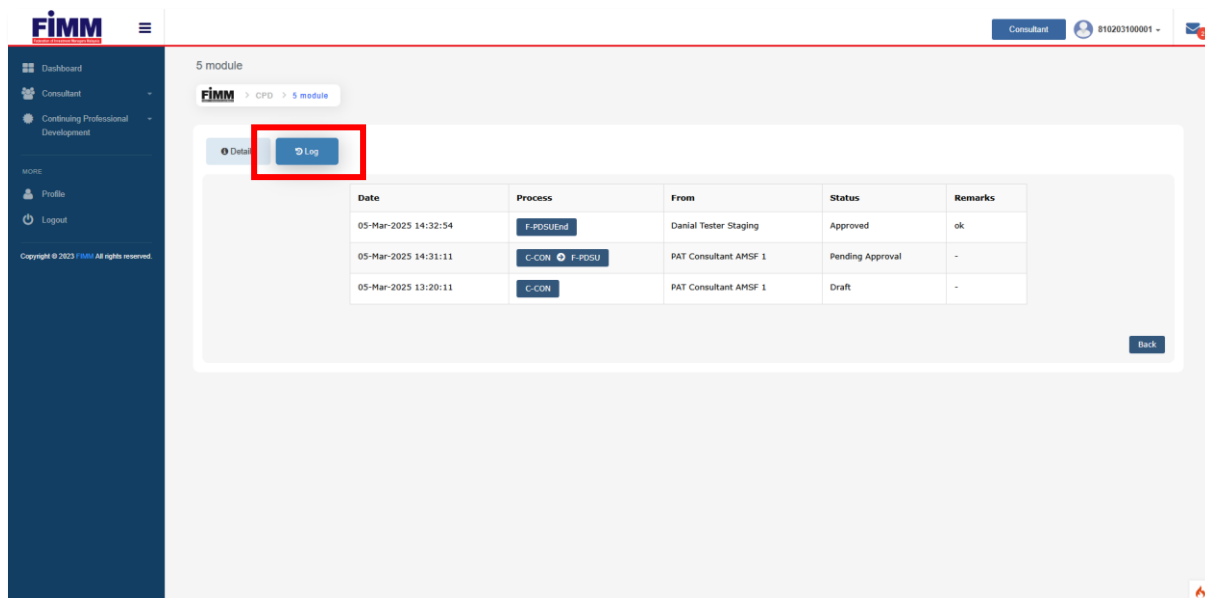 FiMM
Consultant
810203100001
2
Dashboard
Consultant
Continuing Professional
Development
MORE
Profile
Logout
Copyright © 2023 FIMM All rights reserved.
5 module
FiMM > CPD > 5 module
Detail
Log
Date Process From Status Remarks
05-Mar-2025 14:32:54 F-PDSUEnd Danial Tester Staging Approved ok
05-Mar-2025 14:31:11 C-CON F-PDSU PAT Consultant AMSF 1 Pending Approval -
05-Mar-2025 13:20:11 C-CON PAT Consultant AMSF 1 Draft -
Back